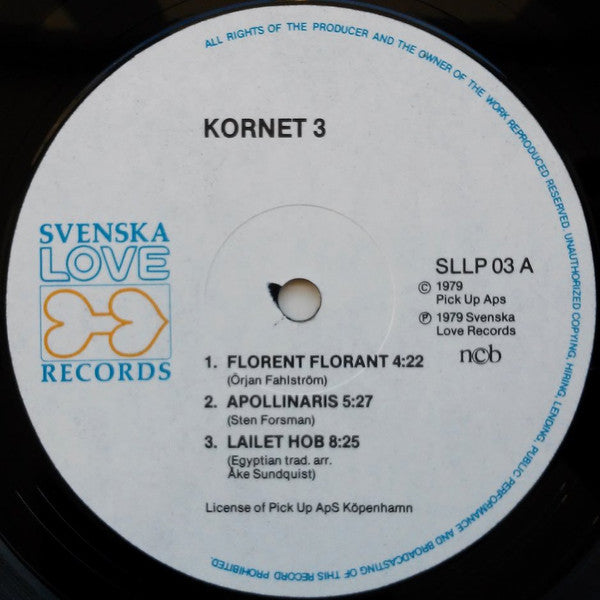 ALL RIGHTS OF THE PRODUCER AND THE OWNER OF THE WORK REPRODUCED RESERVED. UNAUTHORIZED COPYING, HIRING, LENDING, PUBLIC PERFORMANCE AND BROADCASTING OF THIS RECORD PROHIBITED.
KORNET 3
SVENSKA
LOVE
RECORDS
SLLP 03 A
© 1979
Pick Up Aps
℗ 1979 Svenska
Love Records
ncb
1. FLORENT FLORANT 4:22
(Örjan Fahlström)
2. APOLLINARIS 5:27
(Sten Forsman)
3. LAILET HOB 8:25
(Egyptian trad. arr.
Åke Sundquist)
License of Pick Up ApS Köpenhamn